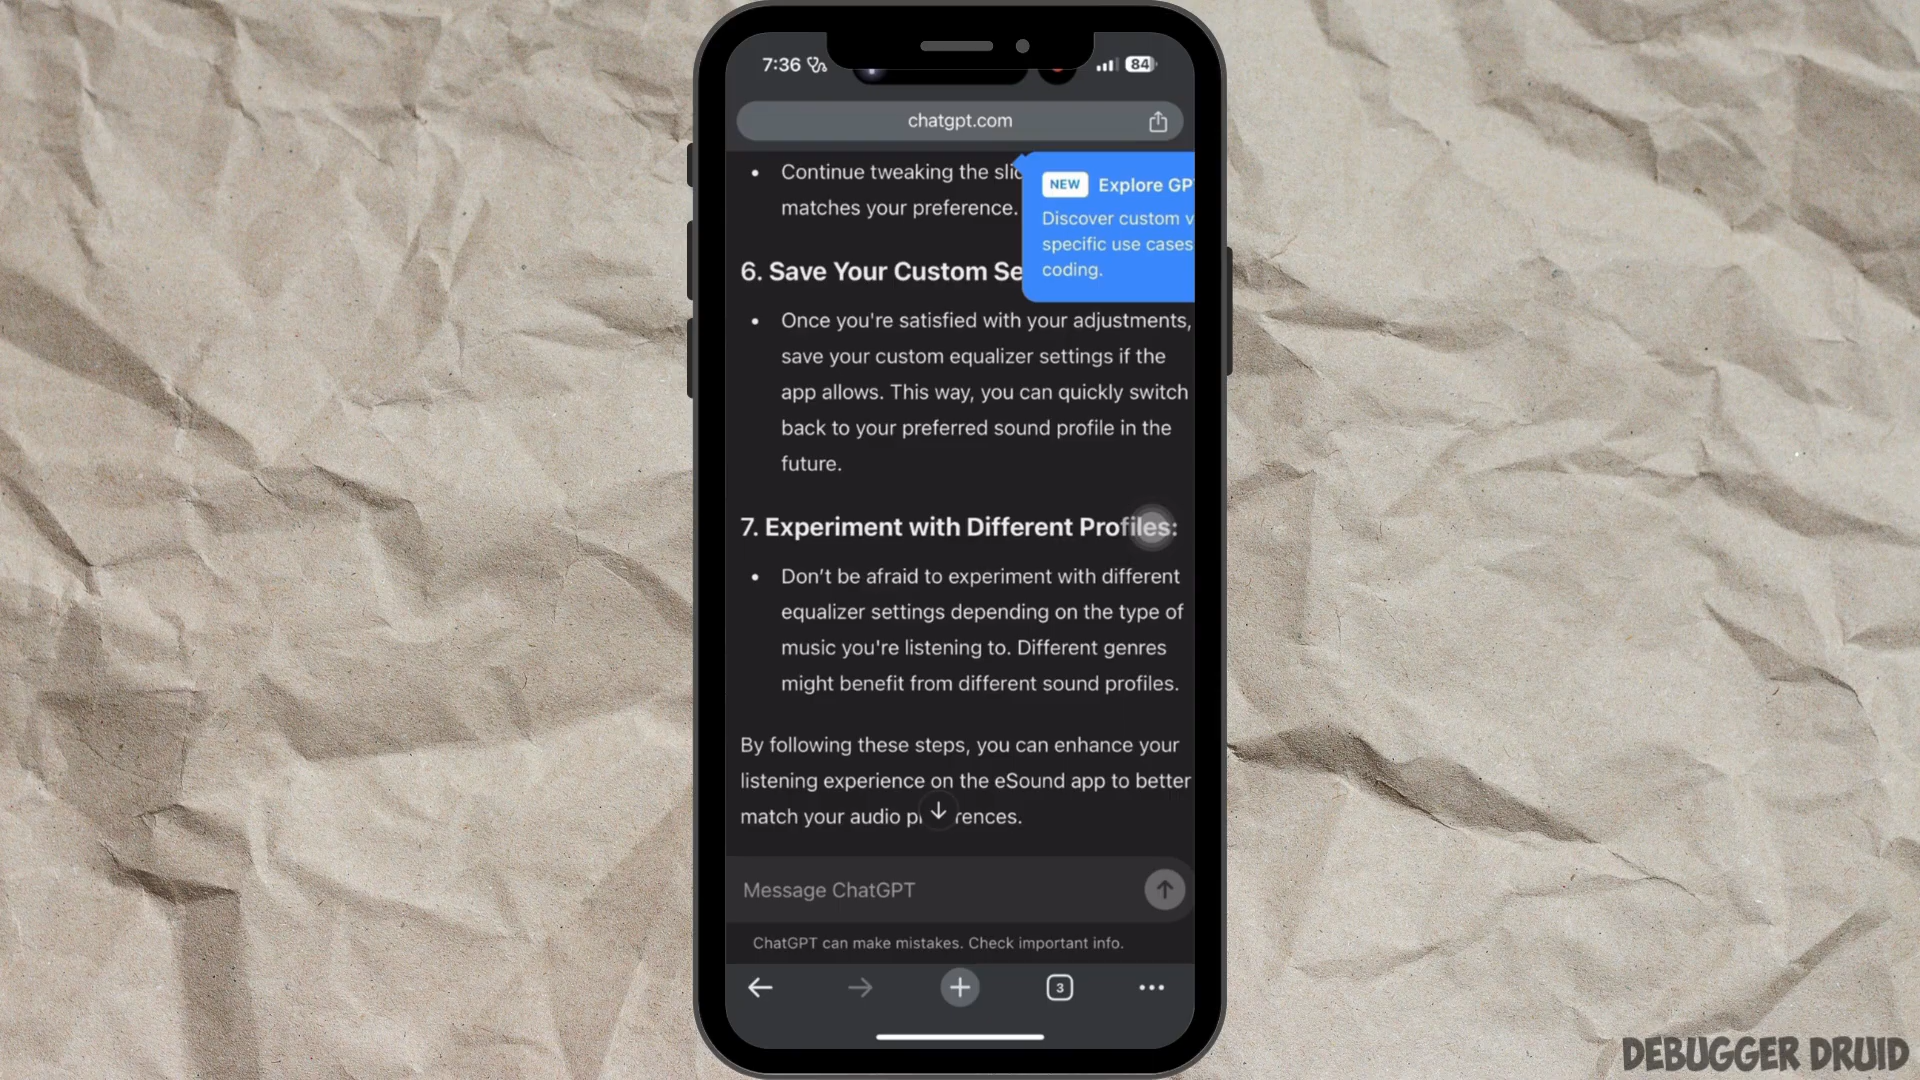 7:36
84
chatgpt.com
Continue tweaking the
matches your preference.
NEW Explore
Discover custom
specific use cases
coding.
6. Save Your Custom
Once you're satisfied with your adjustments,
save your custom equalizer settings if the
app allows. This way, you can quickly switch
back to your preferred sound profile in the
future.
7. Experiment with Different Profiles:
Don’t be afraid to experiment with different
equalizer settings depending on the type of
music you're listening to. Different genres
might benefit from different sound profiles.
By following these steps, you can enhance your
listening experience on the eSound app to better
match your audio
Message ChatGPT
ChatGPT can make mistakes. Check important info.
3
DEBUGGER DRUID